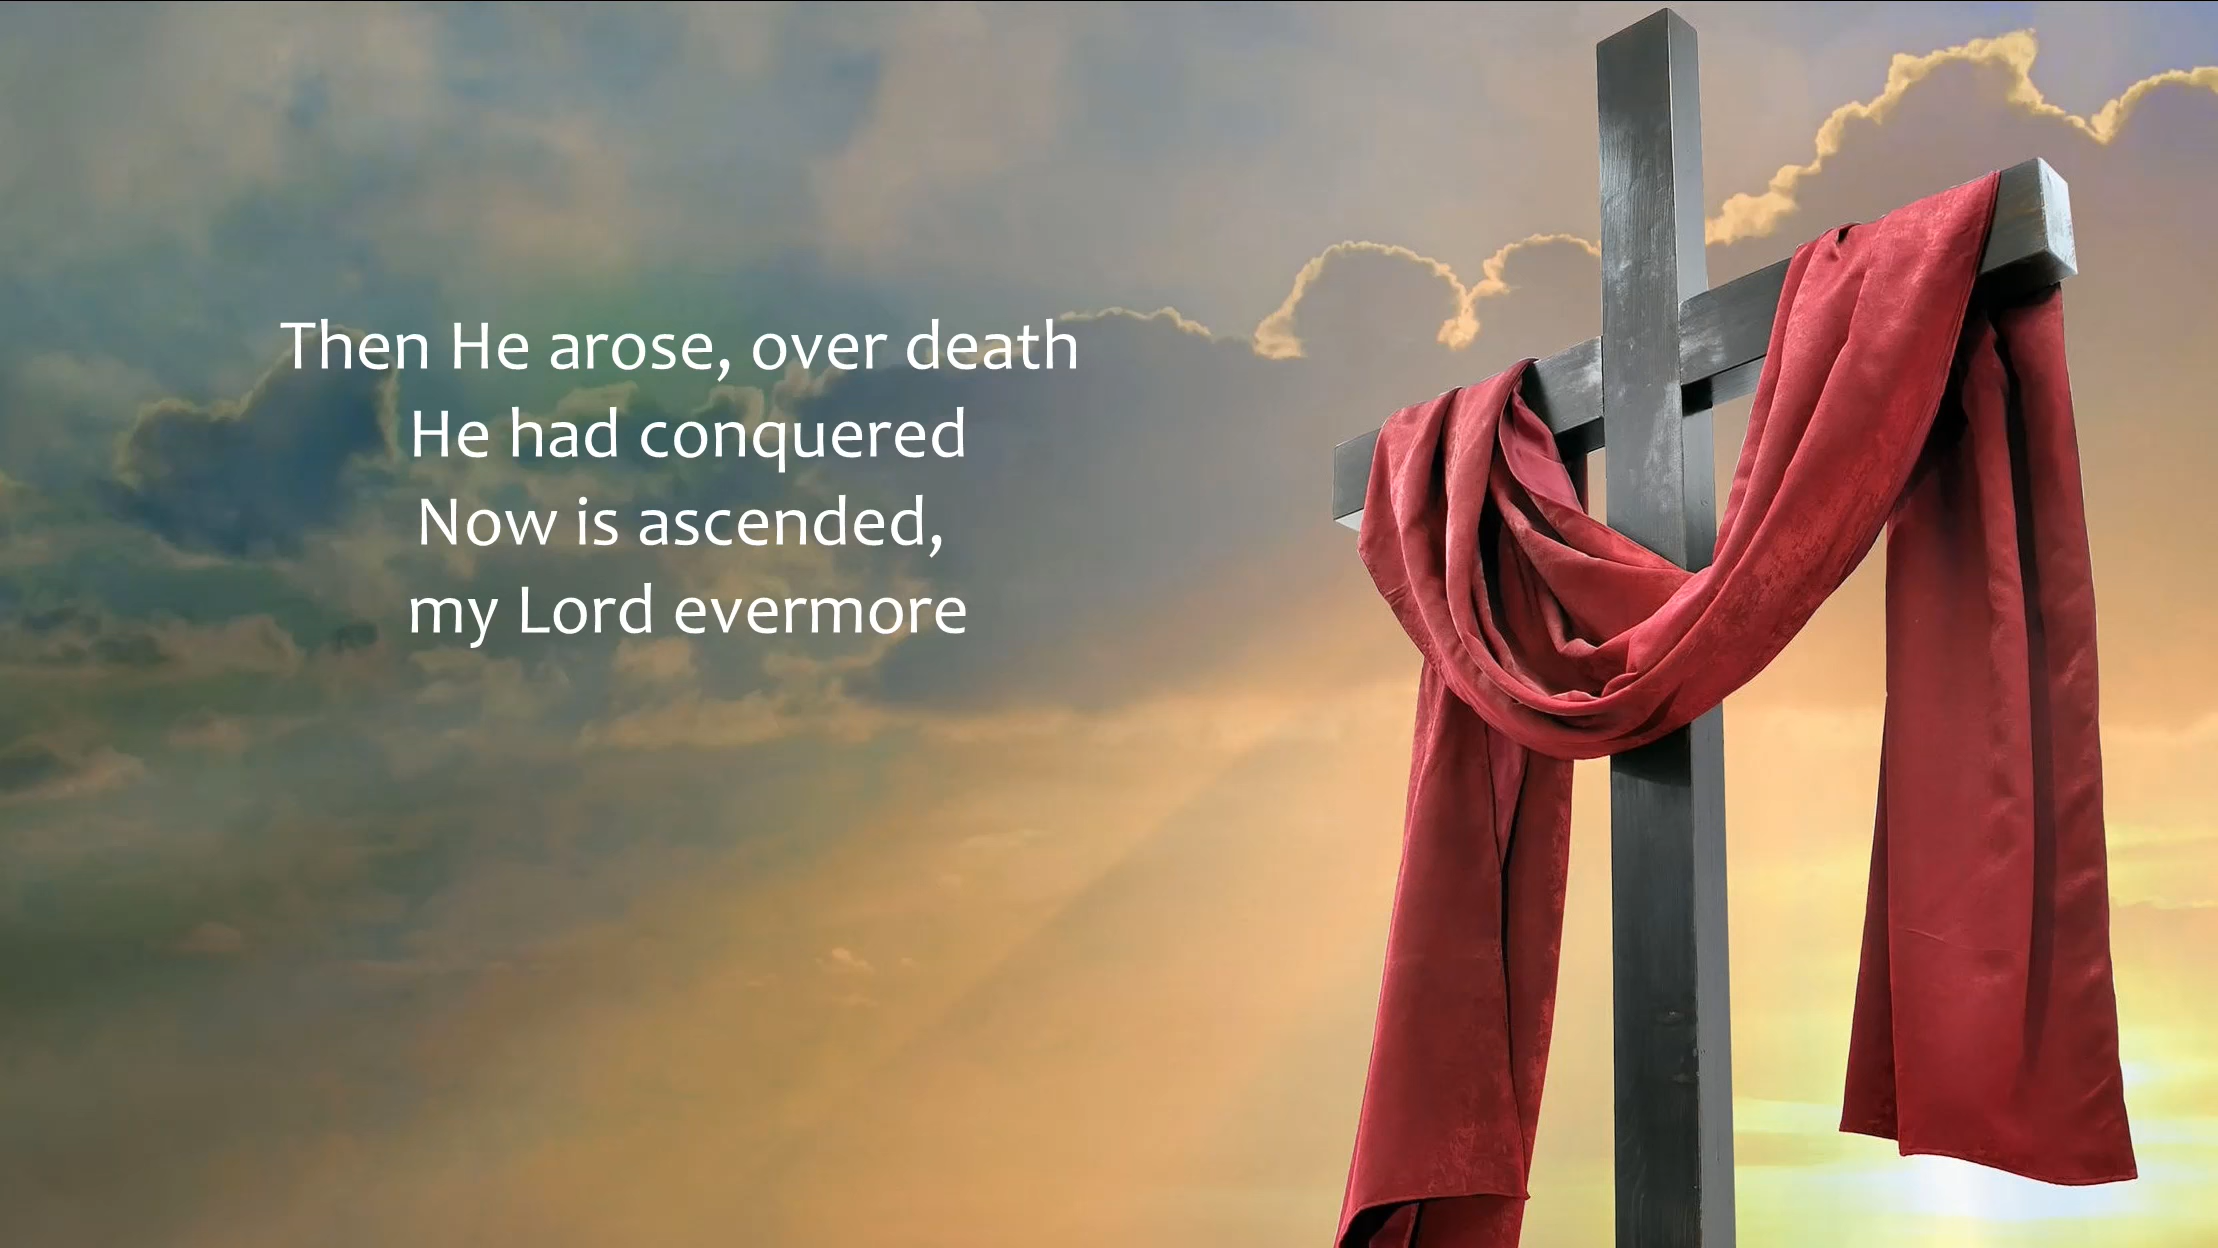 Then He arose, over death
He had conquered
Now is ascended,
my Lord evermore